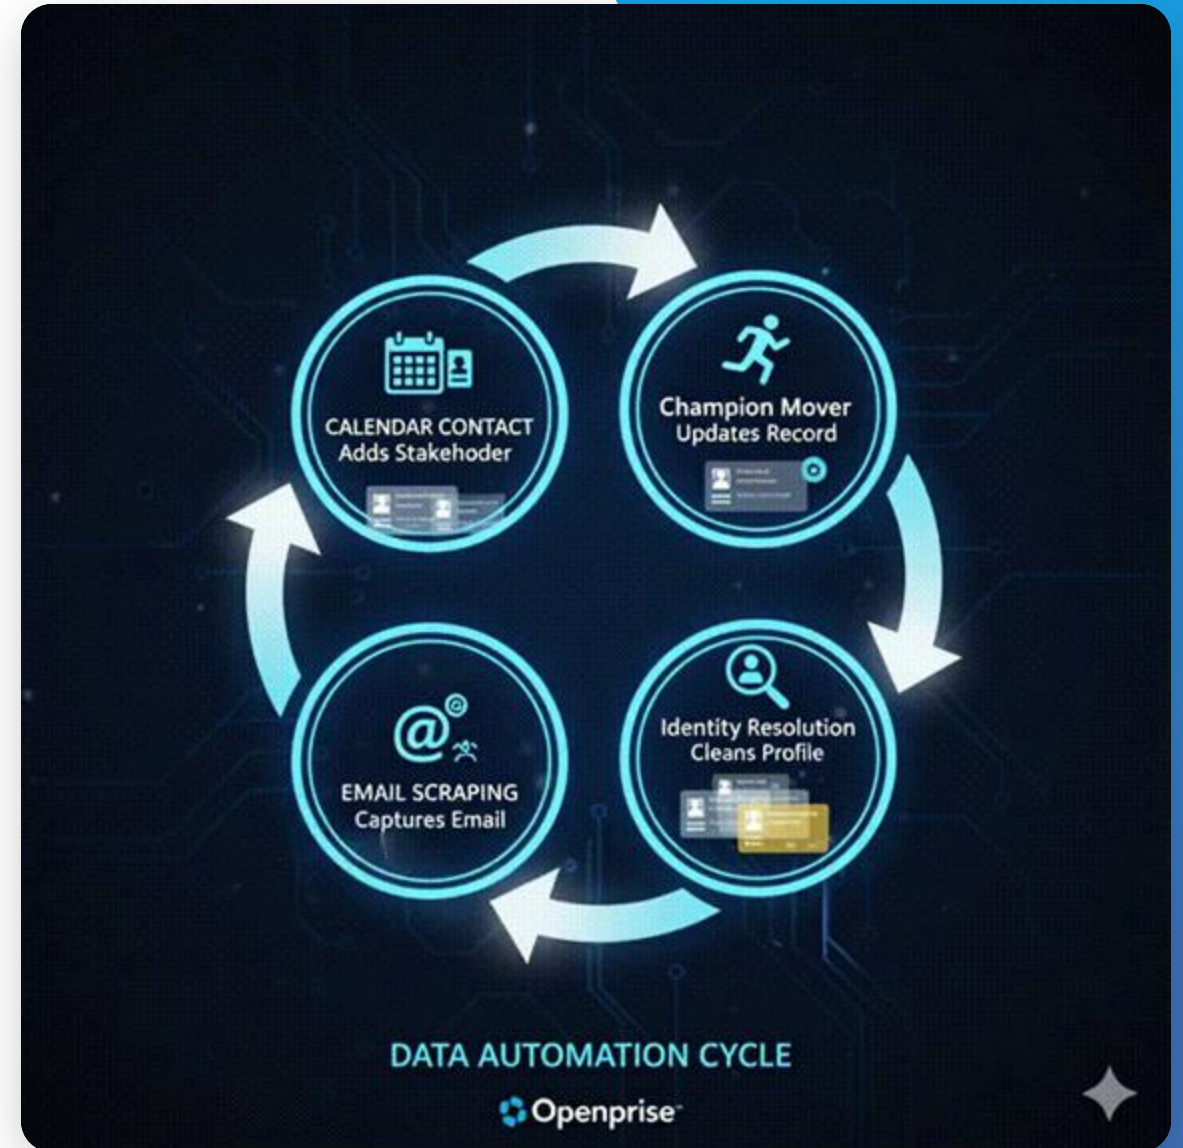 CALENDAR CONTACT
Adds Stakehoder
Champion Mover
Updates Record
Identity Resolution
Cleans Profile
EMAIL SCRAPING
Captures Email
DATA AUTOMATION CYCLE
Openprise